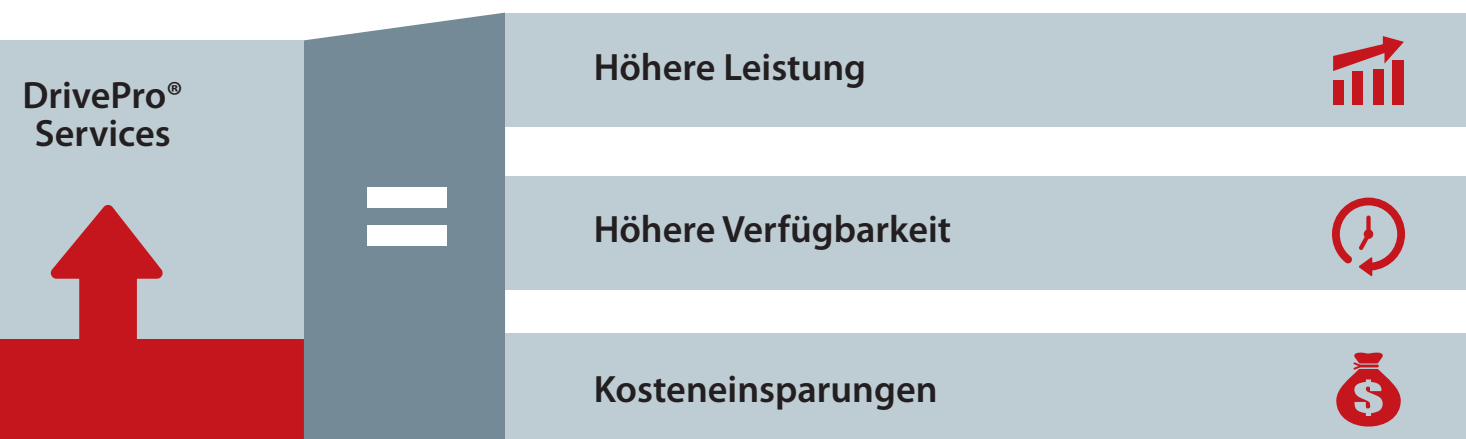 DrivePro®
Services
=
Höhere Leistung
Höhere Verfügbarkeit
Kosteneinsparungen
$